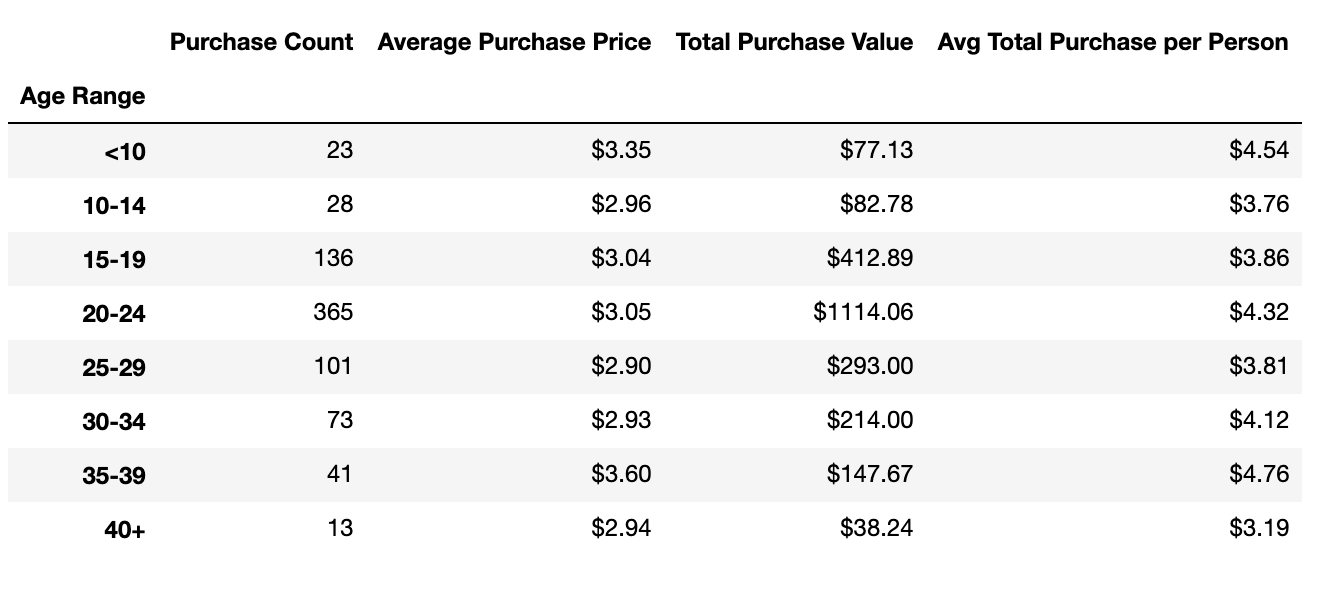 Purchase Count Average Purchase Price Total Purchase Value Avg Total Purchase per Person
Age Range
<10 23 $3.35 $77.13 $4.54
10-14 28 $2.96 $82.78 $3.76
15-19 136 $3.04 $412.89 $3.86
20-24 365 $3.05 $1114.06 $4.32
25-29 101 $2.90 $293.00 $3.81
30-34 73 $2.93 $214.00 $4.12
35-39 41 $3.60 $147.67 $4.76
40+ 13 $2.94 $38.24 $3.19